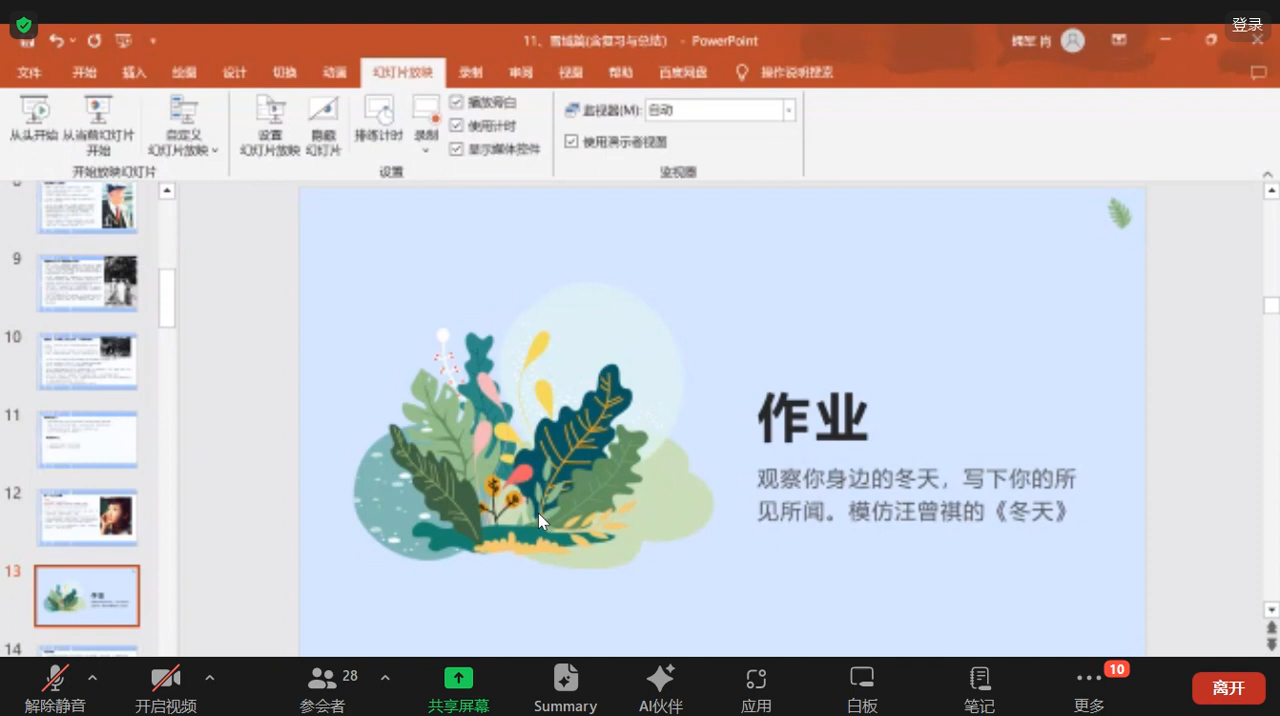 登录
11、雪域篇(含复习与总结) - PowerPoint
文件 开始 插入 绘图 设计 切换 动画 幻灯片放映 录制 审阅 视图 帮助 百度网盘 操作说明搜索
从头开始 从当前幻灯片
开始
自定义
幻灯片放映
设置
幻灯片放映
隐藏
幻灯片
排练计时
录制
播放旁白
使用计时
显示媒体控件
监视器(M): 自动
使用演示者视图
开始放映幻灯片 设置 监视器
8
9
10
11
12
13
14
作业
观察你身边的冬天，写下你的所
见所闻。模仿汪曾祺的《冬天》
28
10
解除静音 开启视频 参会者 共享屏幕 Summary AI伙伴 应用 白板 笔记 更多 离开